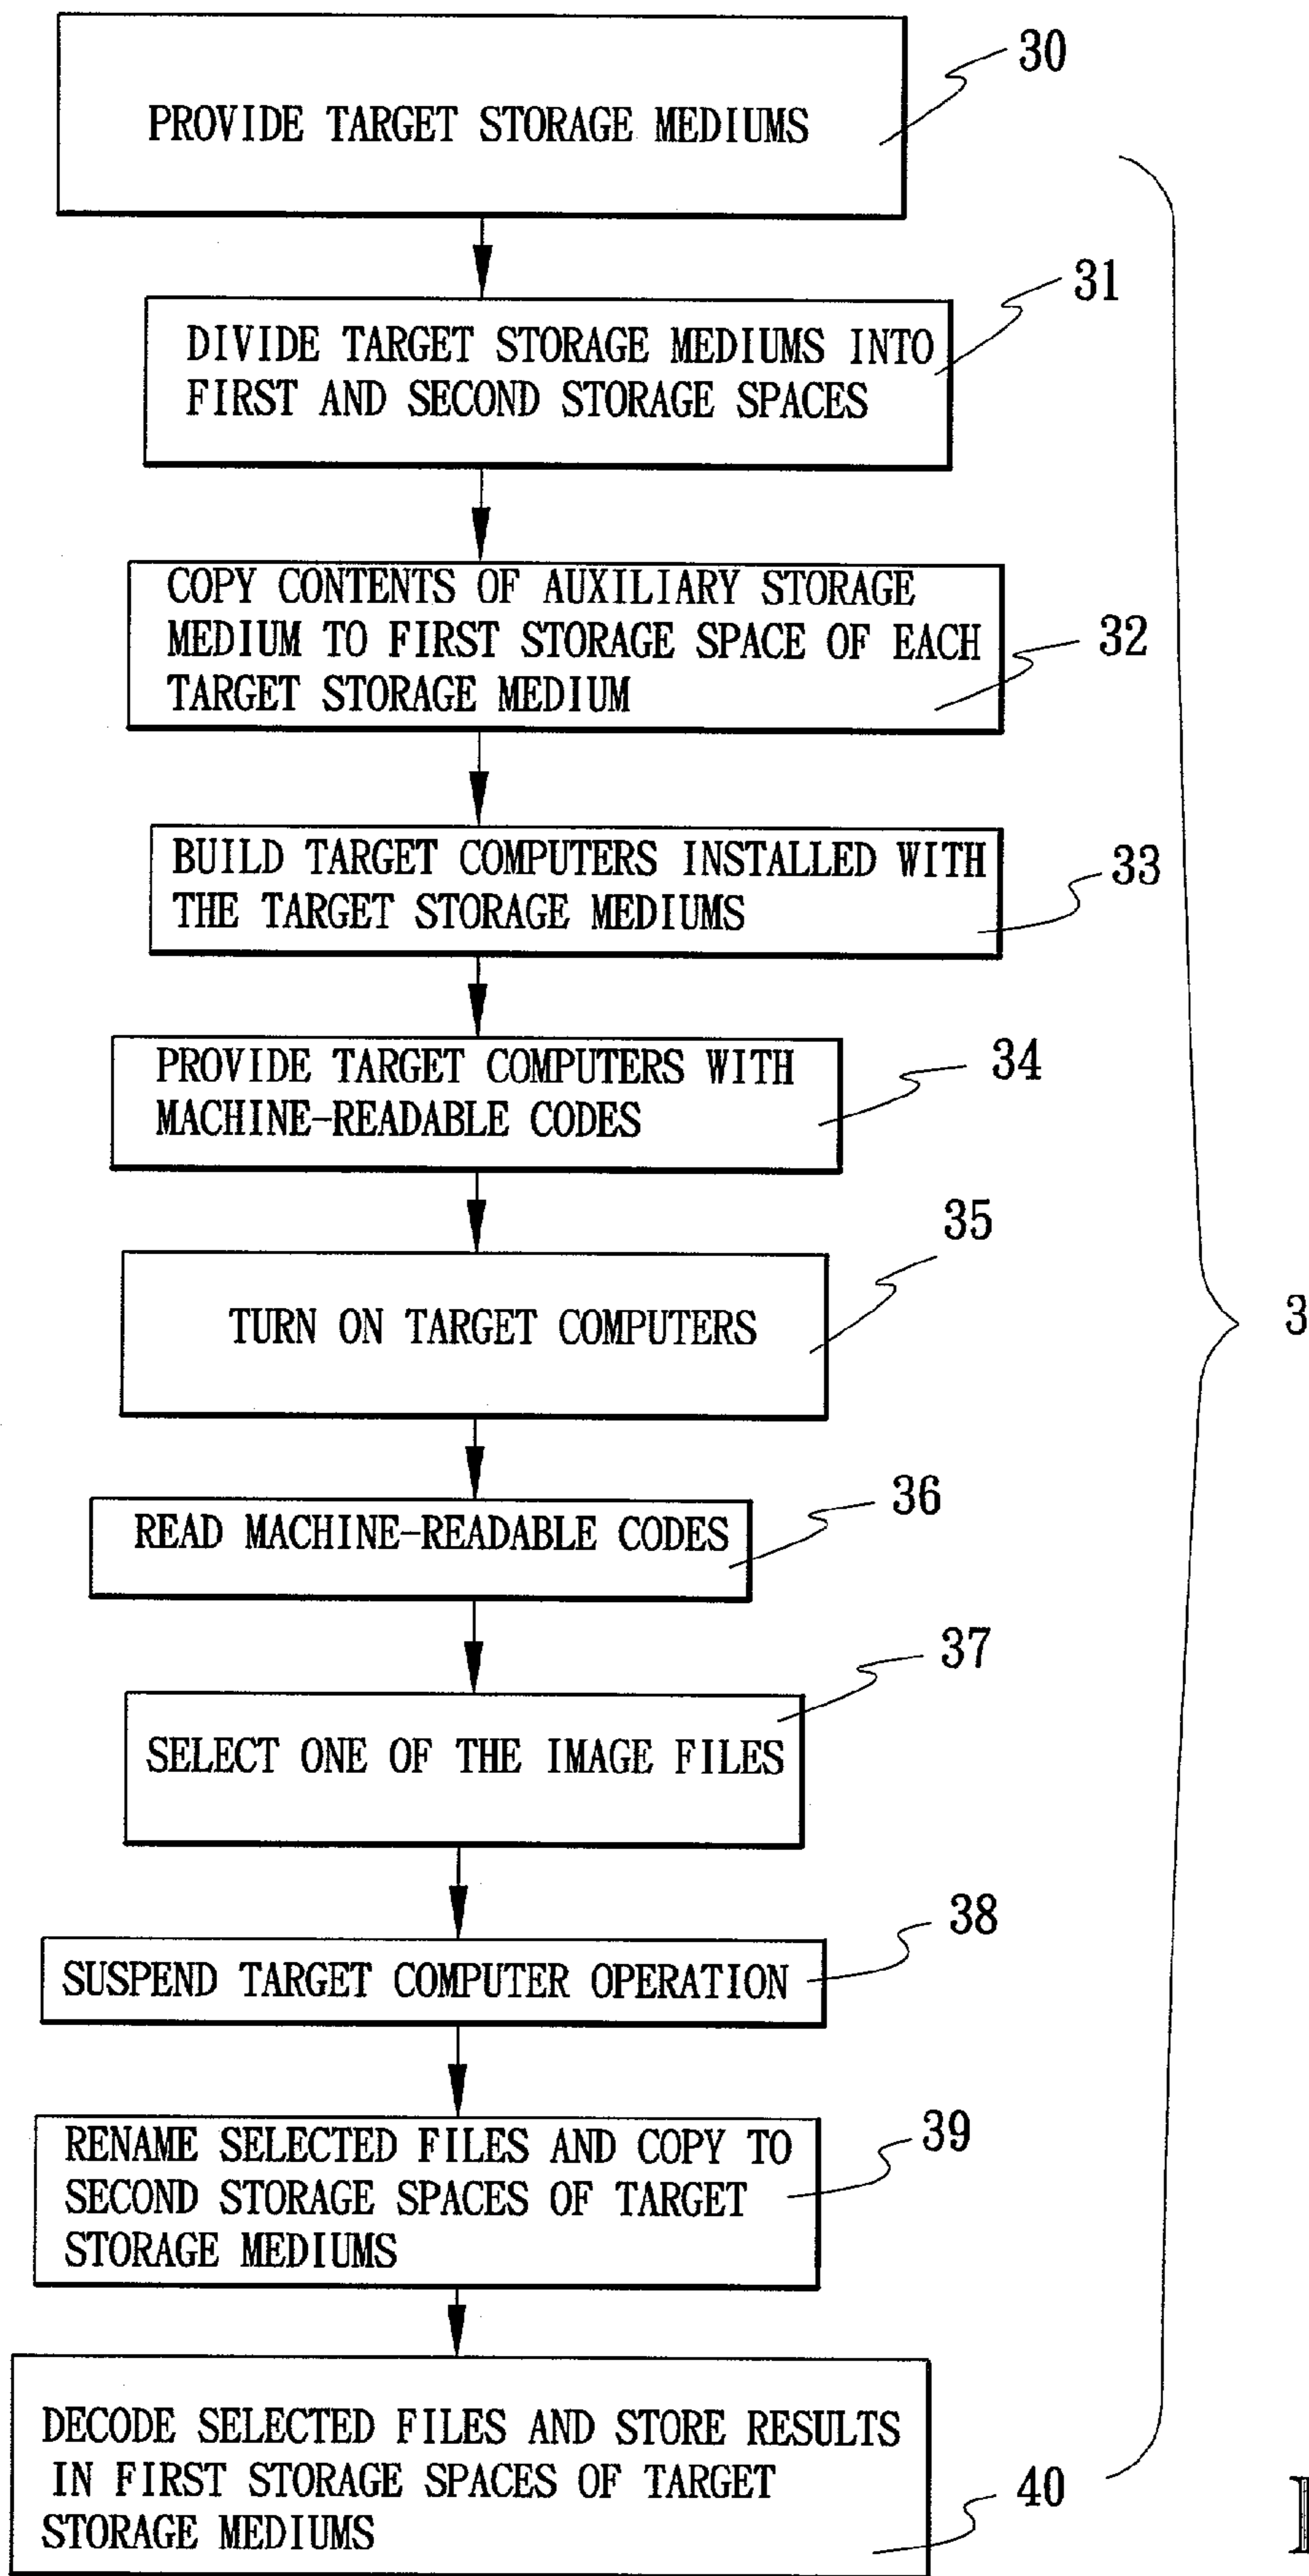 PROVIDE TARGET STORAGE MEDIUMS
30
DIVIDE TARGET STORAGE MEDIUMS INTO
FIRST AND SECOND STORAGE SPACES
31
COPY CONTENTS OF AUXILIARY STORAGE
MEDIUM TO FIRST STORAGE SPACE OF EACH
TARGET STORAGE MEDIUM
32
BUILD TARGET COMPUTERS INSTALLED WITH
THE TARGET STORAGE MEDIUMS
33
PROVIDE TARGET COMPUTERS WITH
MACHINE-READABLE CODES
34
TURN ON TARGET COMPUTERS
35
3
READ MACHINE-READABLE CODES
36
SELECT ONE OF THE IMAGE FILES
37
SUSPEND TARGET COMPUTER OPERATION
38
RENAME SELECTED FILES AND COPY TO
SECOND STORAGE SPACES OF TARGET
STORAGE MEDIUMS
39
DECODE SELECTED FILES AND STORE RESULTS
IN FIRST STORAGE SPACES OF TARGET
STORAGE MEDIUMS
40